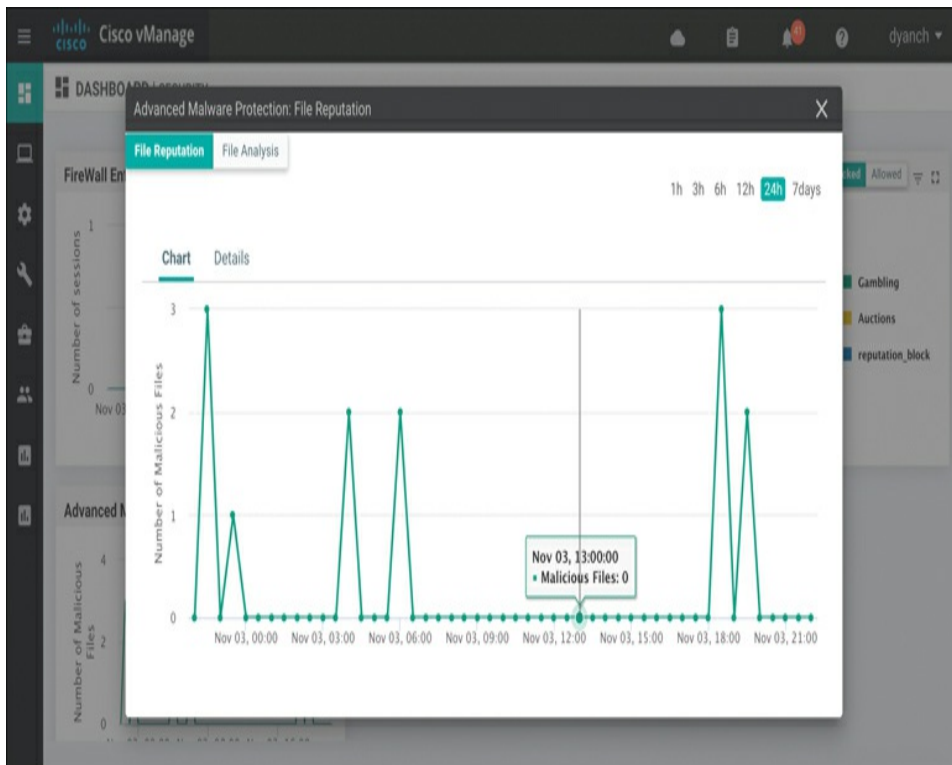 CISCO Cisco vManage
41
dyanch
DASHBOARD | SECURITY
Advanced Malware Protection: File Reputation
X
File Reputation File Analysis
FireWall En
1h 3h 6h 12h 24h 7days
Allowed
Chart Details
Number of sessions
1
0
Nov 03
Gambling
Auctions
reputation_block
Number of Malicious Files
3
2
1
0
Nov 03, 13:00:00
Malicious Files: 0
Nov 03, 00:00 Nov 03, 03:00 Nov 03, 06:00 Nov 03, 09:00 Nov 03, 12:00 Nov 03, 15:00 Nov 03, 18:00 Nov 03, 21:00
Advanced M
Number of Malicious
Files
4
2
0